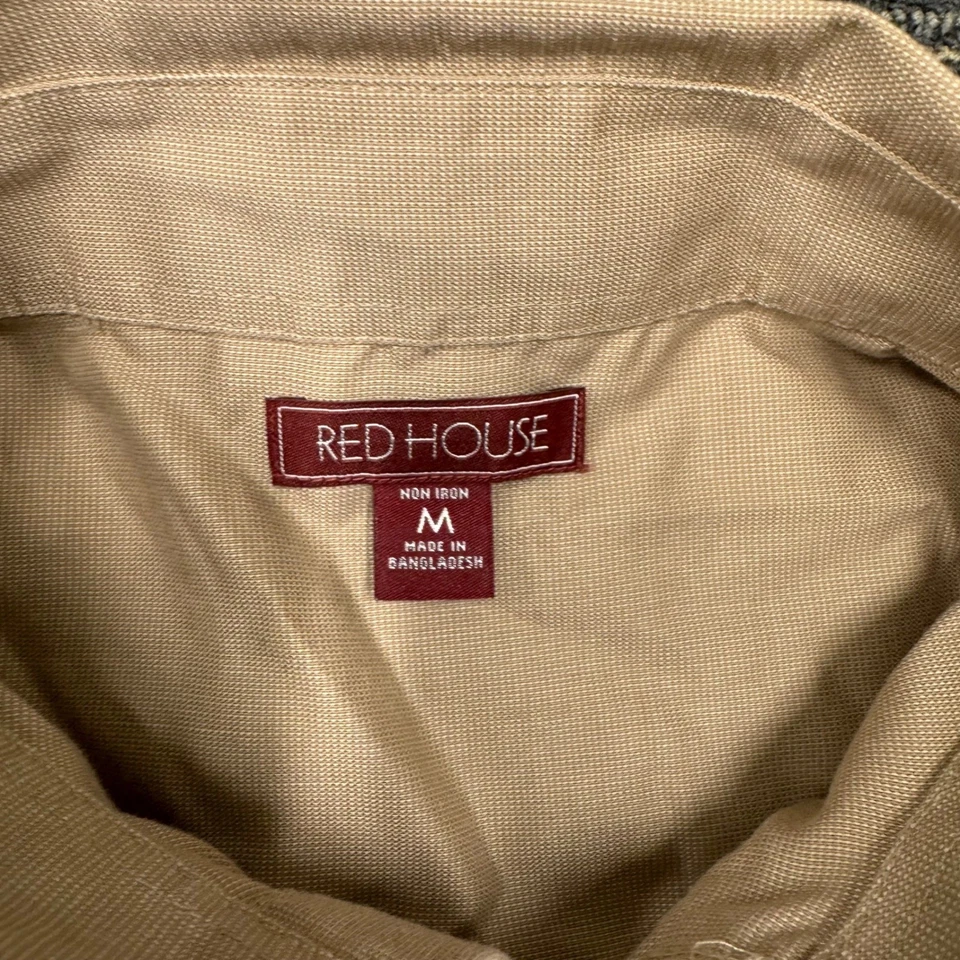 RED HOUSE
NON IRON
M
MADE IN
BANGLADESH